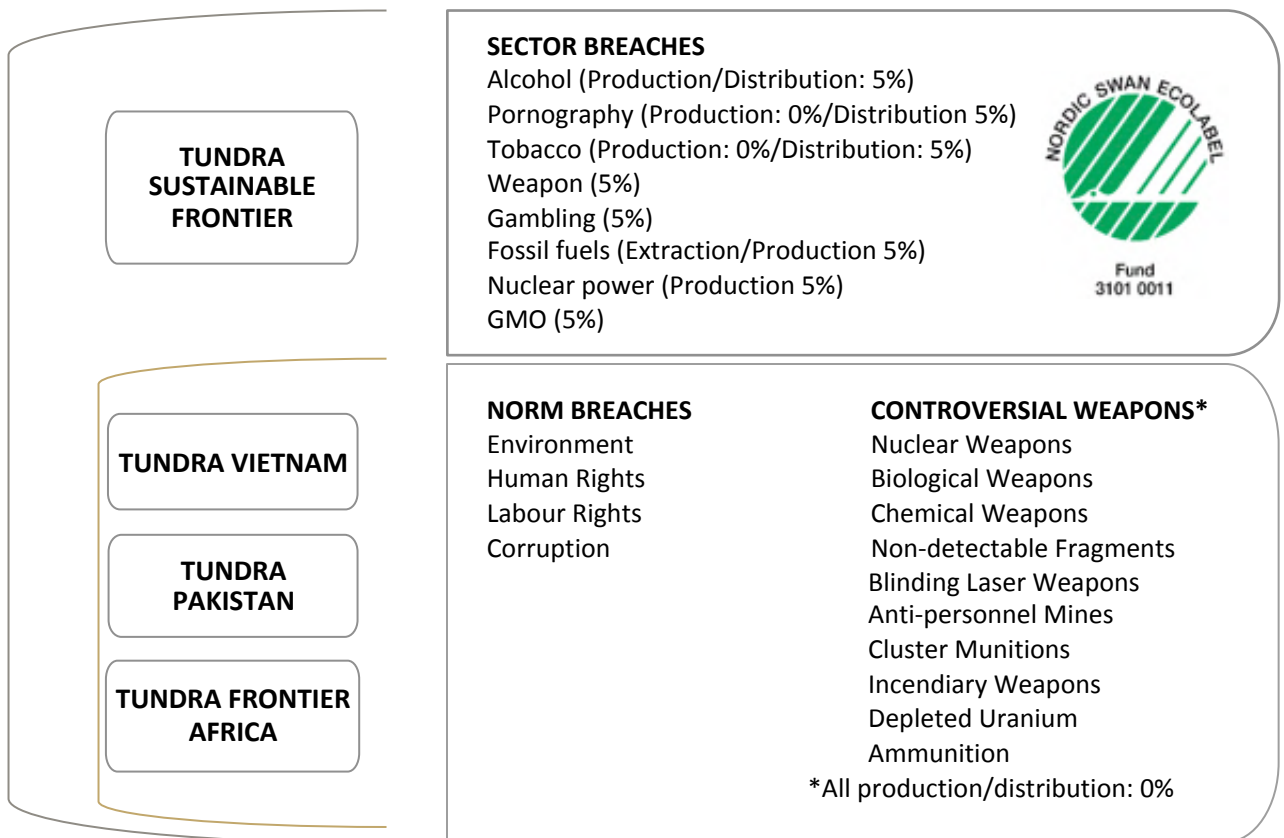 TUNDRA
SUSTAINABLE
FRONTIER
SECTOR BREACHES
Alcohol (Production/Distribution: 5%)
Pornography (Production: 0%/Distribution 5%)
Tobacco (Production: 0%/Distribution: 5%)
Weapon (5%)
Gambling (5%)
Fossil fuels (Extraction/Production 5%)
Nuclear power (Production 5%)
GMO (5%)
NORDIC SWAN ECOLABEL
Fund
3101 0011
TUNDRA VIETNAM
TUNDRA
PAKISTAN
TUNDRA FRONTIER
AFRICA
NORM BREACHES
Environment
Human Rights
Labour Rights
Corruption
CONTROVERSIAL WEAPONS*
Nuclear Weapons
Biological Weapons
Chemical Weapons
Non-detectable Fragments
Blinding Laser Weapons
Anti-personnel Mines
Cluster Munitions
Incendiary Weapons
Depleted Uranium
Ammunition
*All production/distribution: 0%